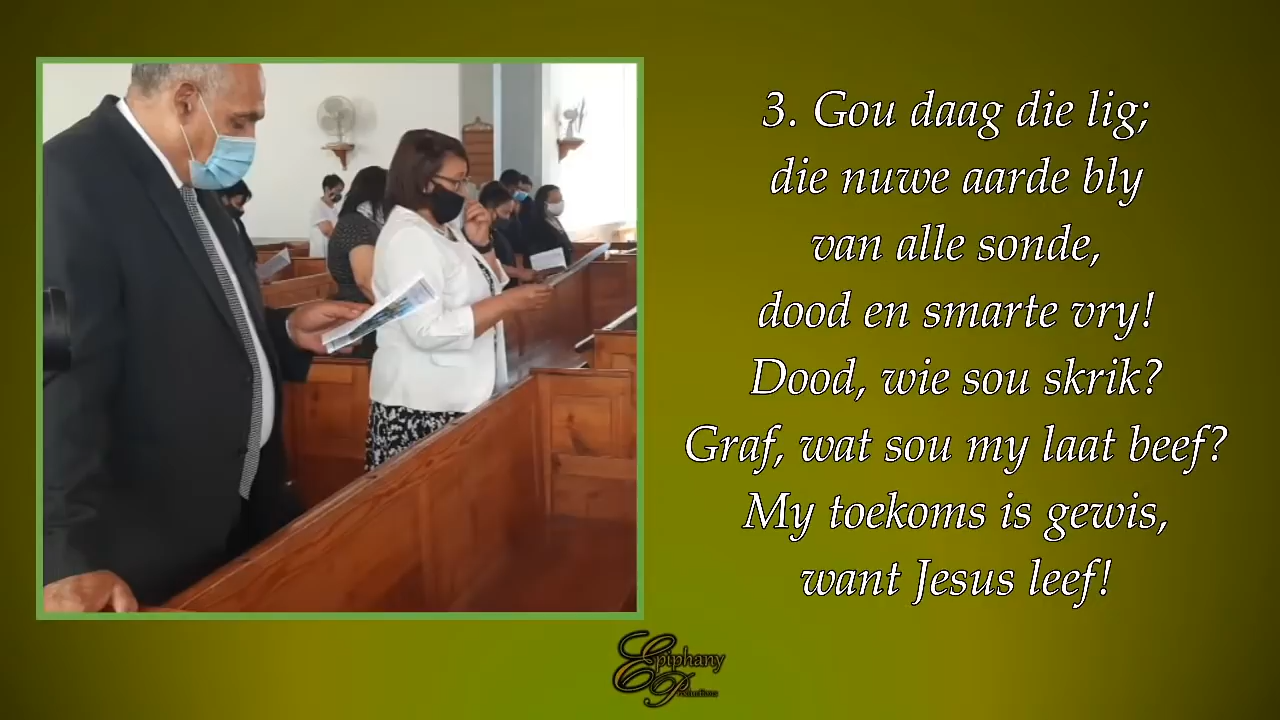 3. Gou daag die lig;
die nuwe aarde bly
van alle sonde,
dood en smarte vry!
Dood, wie sou skrik?
Graf, wat sou my laat beef?
My toekoms is gewis,
want Jesus leef!
Epiphany
Productions